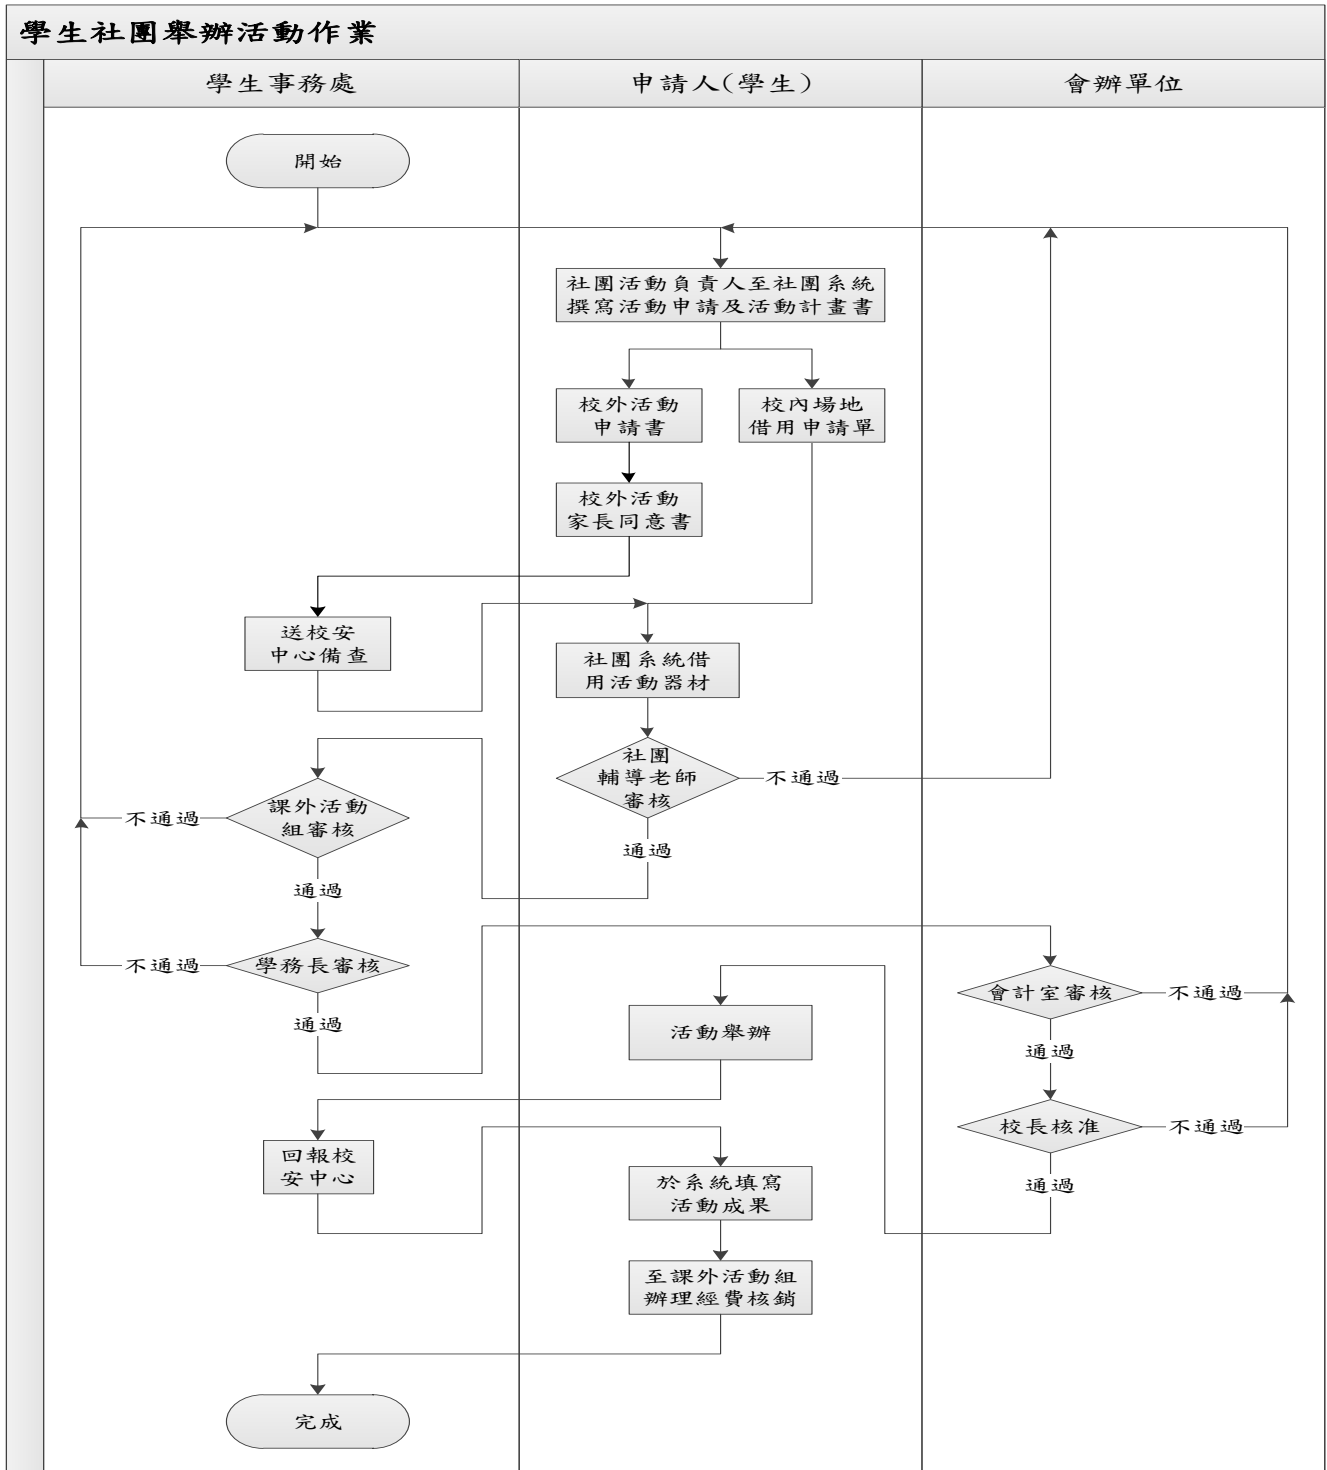 學生社團舉辦活動作業
學生事務處
申請人(學生)
會辦單位
開始
社團活動負責人至社團系統
撰寫活動申請及活動計畫書
校外活動
申請書
校內場地
借用申請單
校外活動
家長同意書
送校安
中心備查
社團系統借
用活動器材
社團
輔導老師
審核
不通過
通過
課外活動
組審核
不通過
通過
學務長審核
不通過
通過
會計室審核
不通過
通過
校長核准
不通過
通過
活動舉辦
回報校
安中心
於系統填寫
活動成果
至課外活動組
辦理經費核銷
完成